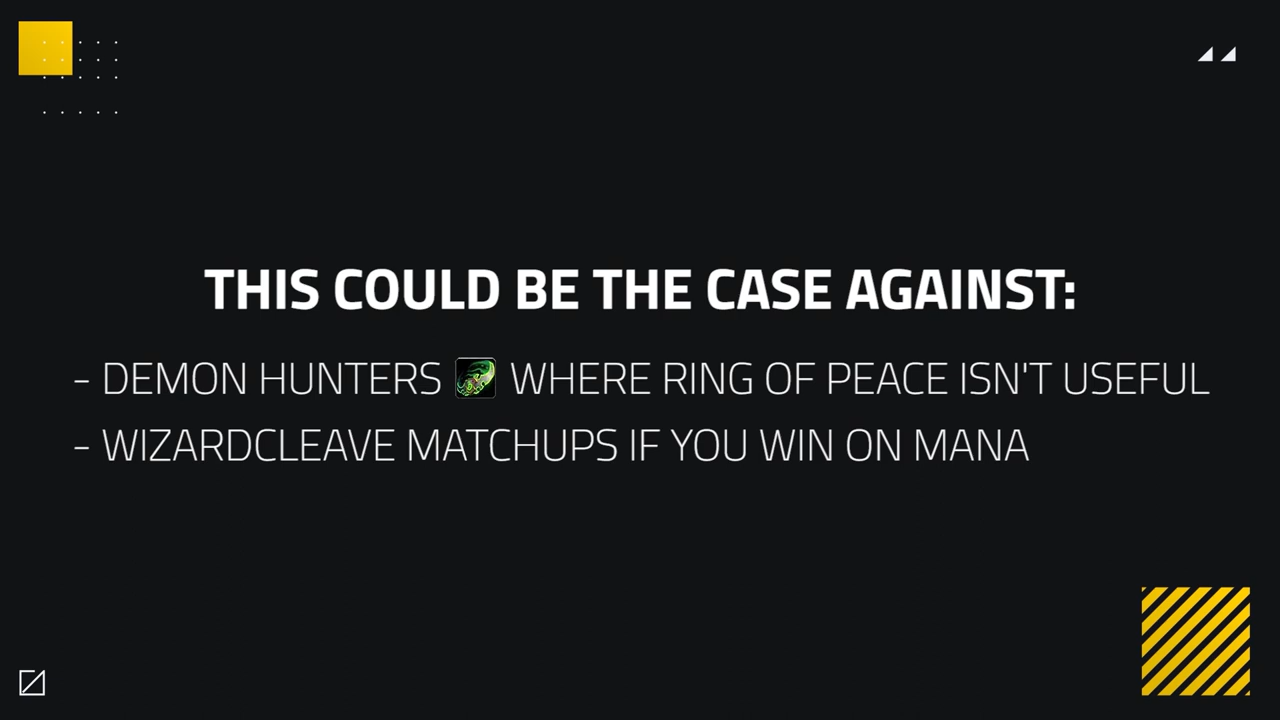 THIS COULD BE THE CASE AGAINST:
- DEMON HUNTERS WHERE RING OF PEACE ISN'T USEFUL
- WIZARDCLEAVE MATCHUPS IF YOU WIN ON MANA